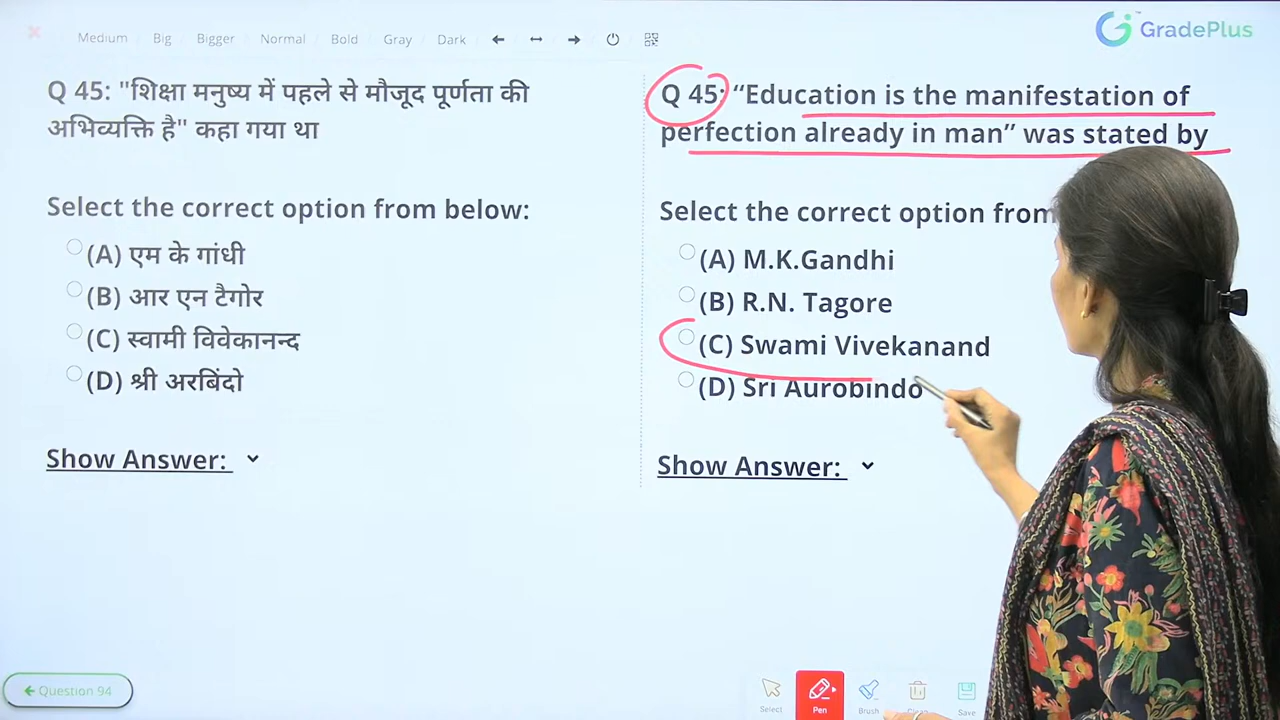 Medium Big Bigger Normal Bold Gray Dark
GradePlus
Q 45: "शिक्षा मनुष्य में पहले से मौजूद पूर्णता की
अभिव्यक्ति है" कहा गया था
Select the correct option from below:
(A) एम के गांधी
(B) आर एन टैगोर
(C) स्वामी विवेकानन्द
(D) श्री अरबिंदो
Show Answer:
Q 45: “Education is the manifestation of
perfection already in man” was stated by
Select the correct option from
(A) M.K.Gandhi
(B) R.N. Tagore
(C) Swami Vivekanand
(D) Sri Aurobindo
Show Answer:
Question 94
Select Pen Brush Clean Save